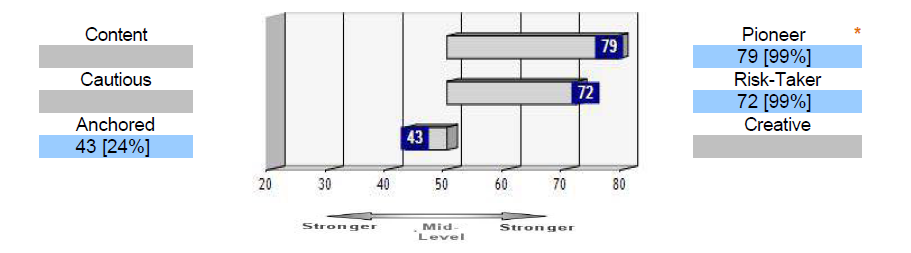 Content
Pioneer *
79
79 [99%]
Cautious
Risk-Taker
72
72 [99%]
Anchored
Creative
43
43 [24%]
20 30 40 50 60 70 80
Stronger Mid-Level Stronger